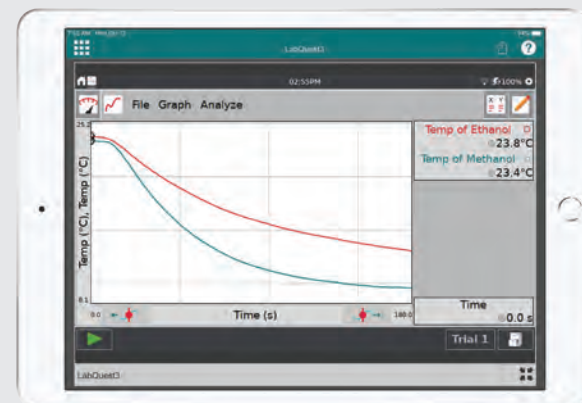 LabQuest3
02:55PM
100%
File Graph Analyze
X Y
Temp of Ethanol
23.8°C
Temp of Methanol
23.4°C
25.2
Temp (°C), Temp (°C)
0.0
Time (s)
180.0
Time
0.0 s
Trial 1
LabQuest3